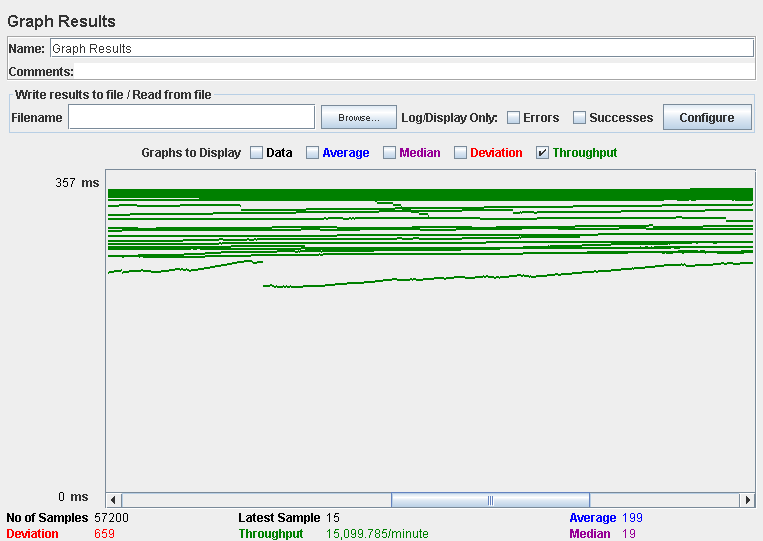 Graph Results
Name: Graph Results
Comments:
Write results to file / Read from file
Filename Browse... Log/Display Only: Errors Successes Configure
Graphs to Display Data Average Median Deviation Throughput
357 ms
0 ms
No of Samples 57200 Latest Sample 15 Average 199
Deviation 659 Throughput 15,099.785/minute Median 19